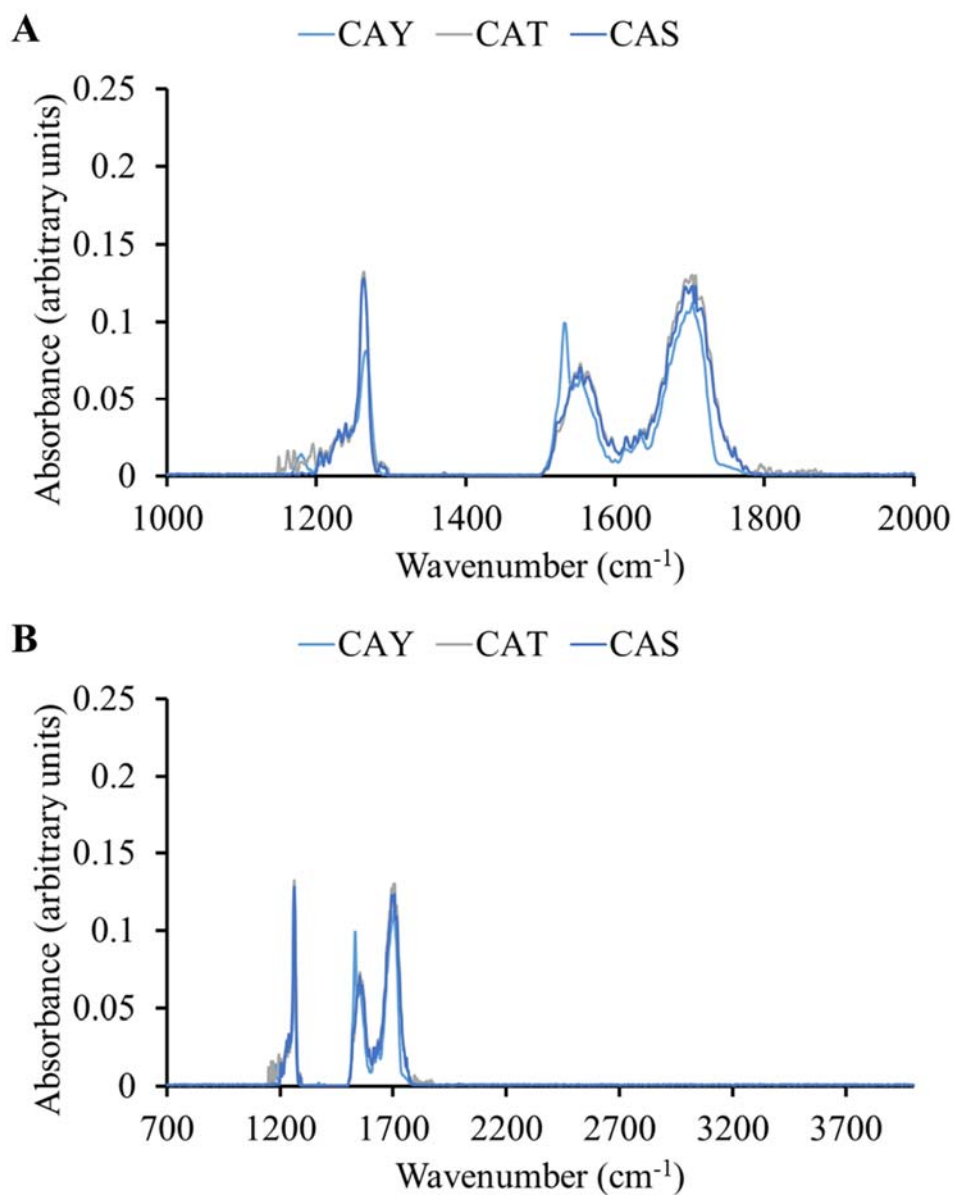 A
CAY CAT CAS
0.25
0.2
0.15
0.1
0.05
0
Absorbance (arbitrary units)
1000 1200 1400 1600 1800 2000
Wavenumber (cm⁻¹)
B
CAY CAT CAS
0.25
0.2
0.15
0.1
0.05
0
Absorbance (arbitrary units)
700 1200 1700 2200 2700 3200 3700
Wavenumber (cm⁻¹)